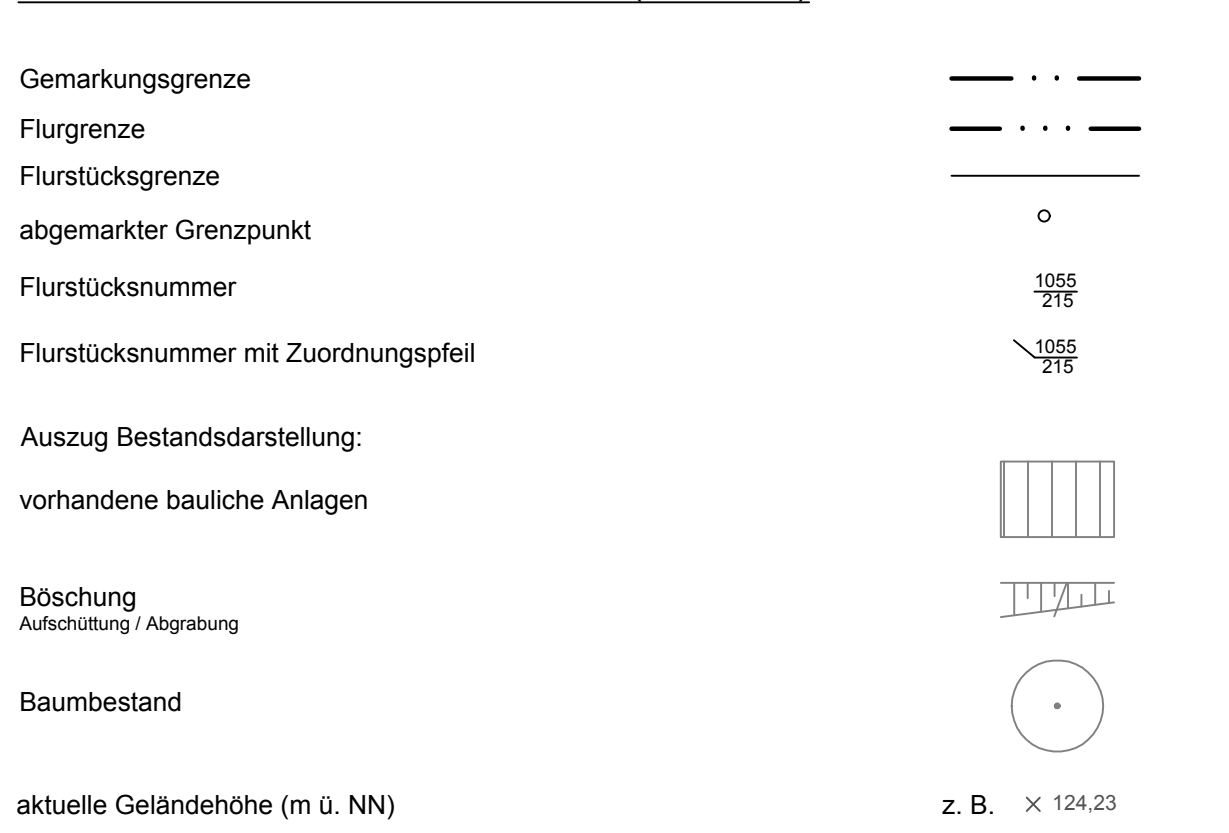 Gemarkungsgrenze
Flurgrenze
Flurstücksgrenze
abgemarkter Grenzpunkt
Flurstücksnummer 1055
215
Flurstücksnummer mit Zuordnungspfeil 1055
215
Auszug Bestandsdarstellung:
vorhandene bauliche Anlagen
Böschung
Aufschüttung / Abgrabung
Baumbestand
aktuelle Geländehöhe (m ü. NN) z. B. × 124,23